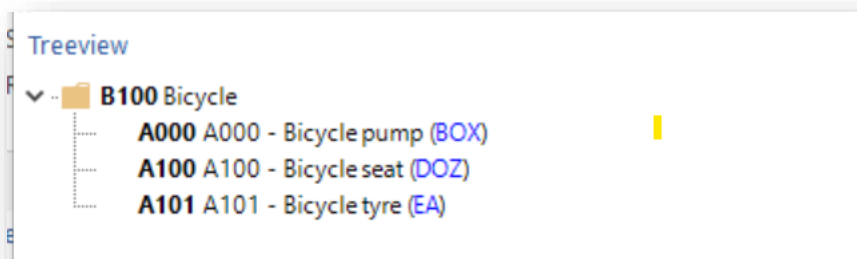 Treeview
B100 Bicycle
A000 A000 - Bicycle pump (BOX)
A100 A100 - Bicycle seat (DOZ)
A101 A101 - Bicycle tyre (EA)